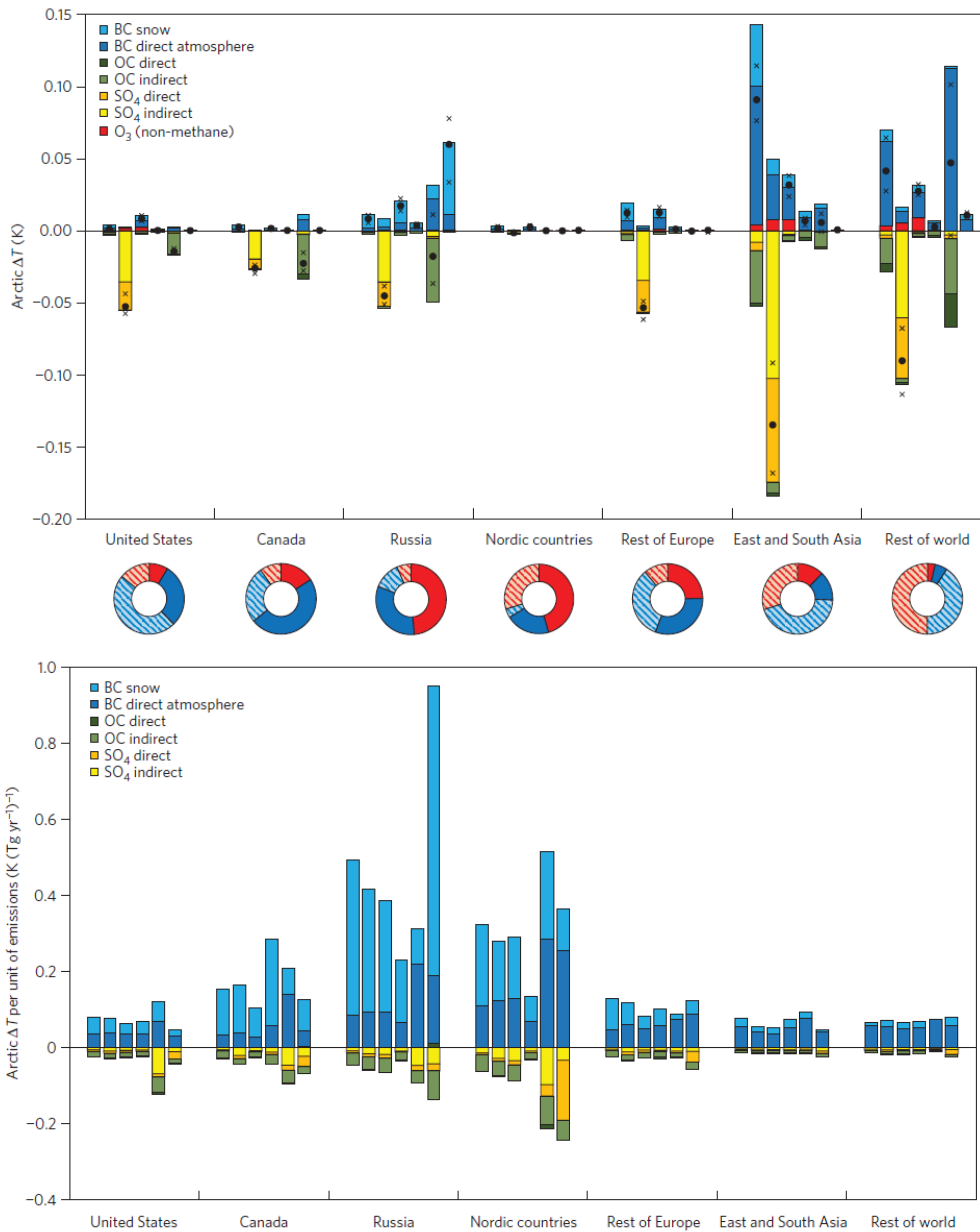 0.15
BC snow
BC direct atmosphere
OC direct
OC indirect
SO₄ direct
SO₄ indirect
O₃ (non-methane)
0.10
0.05
0.00
−0.05
−0.10
−0.15
−0.20
Arctic ΔT (K)
United States Canada Russia Nordic countries Rest of Europe East and South Asia Rest of world
1.0
BC snow
BC direct atmosphere
OC direct
OC indirect
SO₄ direct
SO₄ indirect
0.8
0.6
0.4
0.2
0
−0.2
−0.4
Arctic ΔT per unit of emissions (K (Tg yr⁻¹)⁻¹)
United States Canada Russia Nordic countries Rest of Europe East and South Asia Rest of world